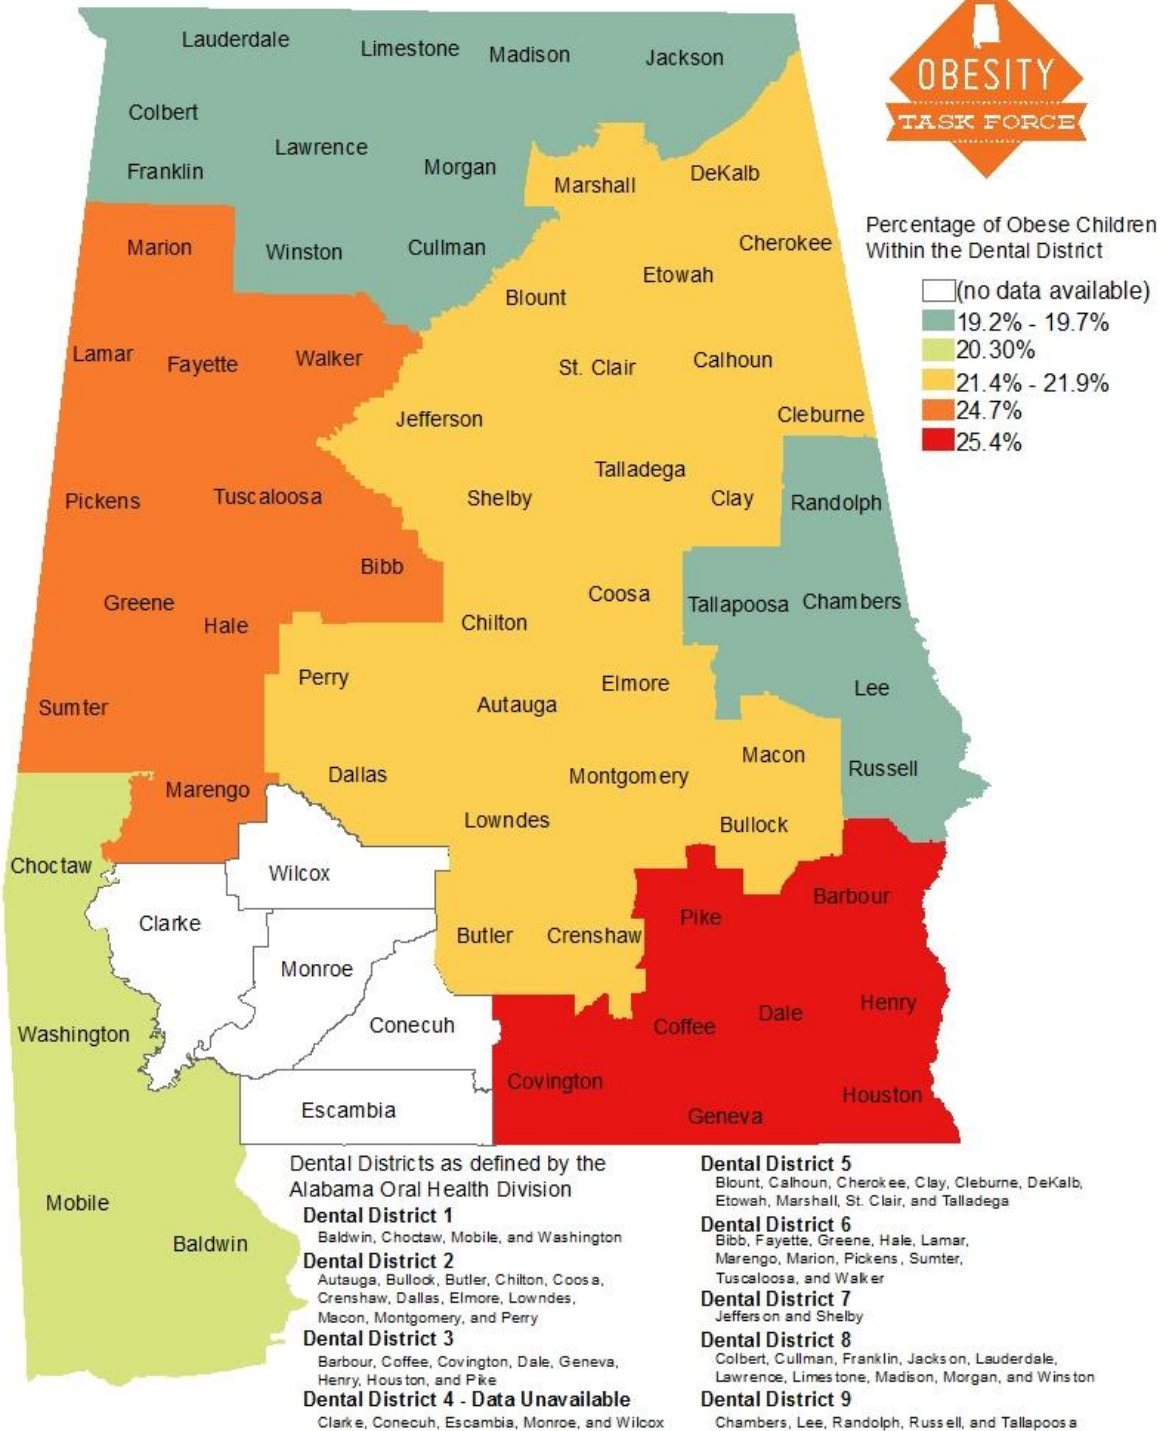 OBESITY
TASK FORCE
Percentage of Obese Children
Within the Dental District
(no data available)
19.2% - 19.7%
20.30%
21.4% - 21.9%
24.7%
25.4%
Lauderdale
Limestone
Madison
Jackson
Colbert
Lawrence
Franklin
Morgan
Marshall
DeKalb
Marion
Winston
Cullman
Cherokee
Etowah
Blount
Lamar
Fayette
Walker
St. Clair
Calhoun
Jefferson
Cleburne
Talladega
Pickens
Tuscaloosa
Shelby
Clay
Randolph
Bibb
Greene
Hale
Coosa
Tallapoosa
Chambers
Chilton
Perry
Elmore
Lee
Sumter
Autauga
Macon
Marengo
Dallas
Montgomery
Russell
Lowndes
Bullock
Choctaw
Wilcox
Barbour
Clarke
Pike
Butler
Crenshaw
Monroe
Henry
Washington
Conecuh
Coffee
Dale
Covington
Houston
Escambia
Geneva
Mobile
Baldwin
Dental Districts as defined by the
Alabama Oral Health Division
Dental District 1
Baldwin, Choctaw, Mobile, and Washington
Dental District 2
Autauga, Bullock, Butler, Chilton, Coosa,
Crenshaw, Dallas, Elmore, Lowndes,
Macon, Montgomery, and Perry
Dental District 3
Barbour, Coffee, Covington, Dale, Geneva,
Henry, Houston, and Pike
Dental District 4 - Data Unavailable
Clarke, Conecuh, Escambia, Monroe, and Wilcox
Dental District 5
Blount, Calhoun, Cherokee, Clay, Cleburne, DeKalb,
Etowah, Marshall, St. Clair, and Talladega
Dental District 6
Bibb, Fayette, Greene, Hale, Lamar,
Marengo, Marion, Pickens, Sumter,
Tuscaloosa, and Walker
Dental District 7
Jefferson and Shelby
Dental District 8
Colbert, Cullman, Franklin, Jackson, Lauderdale,
Lawrence, Limestone, Madison, Morgan, and Winston
Dental District 9
Chambers, Lee, Randolph, Russell, and Tallapoosa